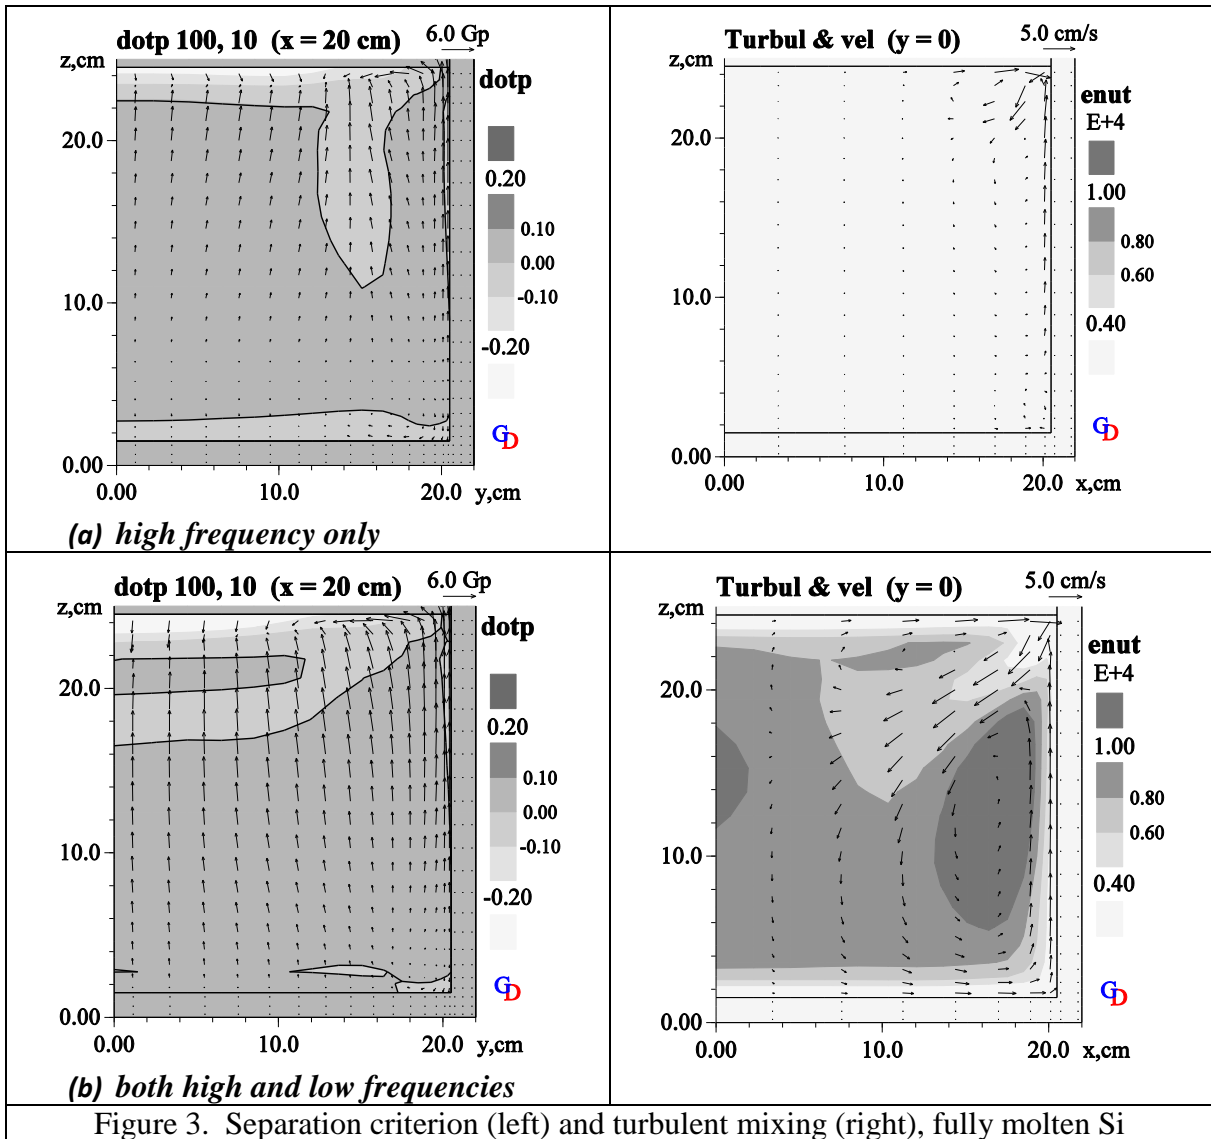 dotp 100, 10 (x = 20 cm)
6.0 Gp
z,cm
dotp
20.0
0.20
0.10
0.00
-0.10
10.0
-0.20
GD
0.00
0.00
10.0
20.0
y,cm
(a) high frequency only
Turbul & vel (y = 0)
5.0 cm/s
z,cm
enut
E+4
20.0
1.00
0.80
0.60
10.0
0.40
GD
0.00
0.00
10.0
20.0
x,cm
dotp 100, 10 (x = 20 cm)
6.0 Gp
z,cm
dotp
20.0
0.20
0.10
0.00
-0.10
10.0
-0.20
GD
0.00
0.00
10.0
20.0
y,cm
(b) both high and low frequencies
Turbul & vel (y = 0)
5.0 cm/s
z,cm
enut
E+4
20.0
1.00
0.80
0.60
10.0
0.40
GD
0.00
0.00
10.0
20.0
x,cm
Figure 3. Separation criterion (left) and turbulent mixing (right), fully molten Si